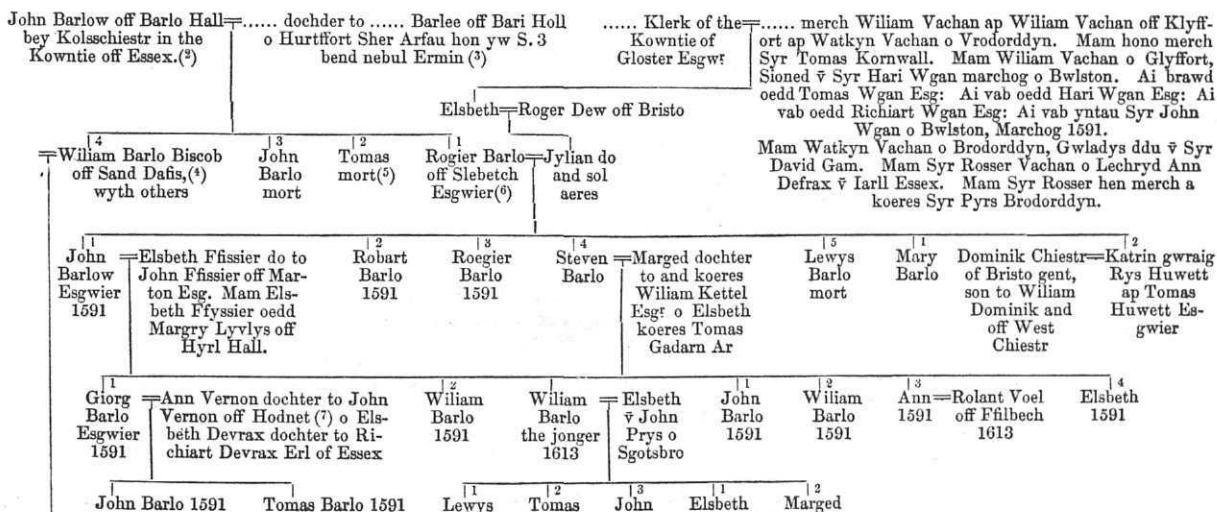 John Barlow off Barlo Hall
bey Kolsschiestr in the
Kowntie off Essex.(²)
...... dochder to ...... Barlee off Bari Holl
o Hurtffort Sher Arfau hon yw S. 3
bend nebul Ermin (³)
...... Klerk of the
Kowntie of
Gloster Esgwʳ
...... merch Wiliam Vachan ap Wiliam Vachan off Klyff-
ort ap Watkyn Vachan o Vrodorddyn. Mam hono merch
Syr Tomas Kornwall. Mam Wiliam Vachan o Glyffort,
Sioned v̄ Syr Hari Wgan marchog o Bwlston. Ai brawd
oedd Tomas Wgan Esg: Ai vab oedd Hari Wgan Esg: Ai
vab oedd Richiart Wgan Esg: Ai vab yntau Syr John
Wgan o Bwlston, Marchog 1591.
Mam Watkyn Vachan o Brodorddyn, Gwladys ddu v̄ Syr
David Gam. Mam Syr Rosser Vachan o Lechryd Ann
Defrax v̄ Iarll Essex. Mam Syr Rosser hen merch a
koeres Syr Pyrs Brodorddyn.
Elsbeth
Roger Dew off Bristo
4
Wiliam Barlo Biscob
off Sand Dafis,(⁴)
wyth others
3
John
Barlo
mort
2
Tomas
mort(⁵)
1
Rogier Barlo
off Slebetch
Esgwier(⁶)
Jylian do
and sol
aeres
1
John
Barlow
Esgwier
1591
Elsbeth Ffissier do to
John Ffissier off Mar-
ton Esg. Mam Els-
beth Ffyssier oedd
Margry Lyvlys off
Hyrl Hall.
2
Robart
Barlo
1591
3
Roegier
Barlo
1591
4
Steven
Barlo
Marged dochter
to and koeres
Wiliam Kettel
Esgʳ o Elsbeth
koeres Tomas
Gadarn Ar
5
Lewys
Barlo
mort
1
Mary
Barlo
Dominik Chiestr
of Bristo gent,
son to Wiliam
Dominik and
off West
Chiestr
2
Katrin gwraig
Rys Huwett
ap Tomas
Huwett Es-
gwier
1
Giorg
Barlo
Esgwier
1591
Ann Vernon dochter to John
Vernon off Hodnet (⁷) o Els-
beth Devrax dochter to Ri-
chiart Devrax Erl of Essex
2
Wiliam
Barlo
1591
Wiliam
Barlo
the jonger
1613
Elsbeth
v̄ John
Prys o
Sgotsbro
1
John
Barlo
1591
2
Wiliam
Barlo
1591
3
Ann
1591
Rolant Voel
off Ffilbech
1613
4
Elsbeth
1591
John Barlo 1591
Tomas Barlo 1591
1
Lewys
2
Tomas
3
John
1
Elsbeth
2
Marged